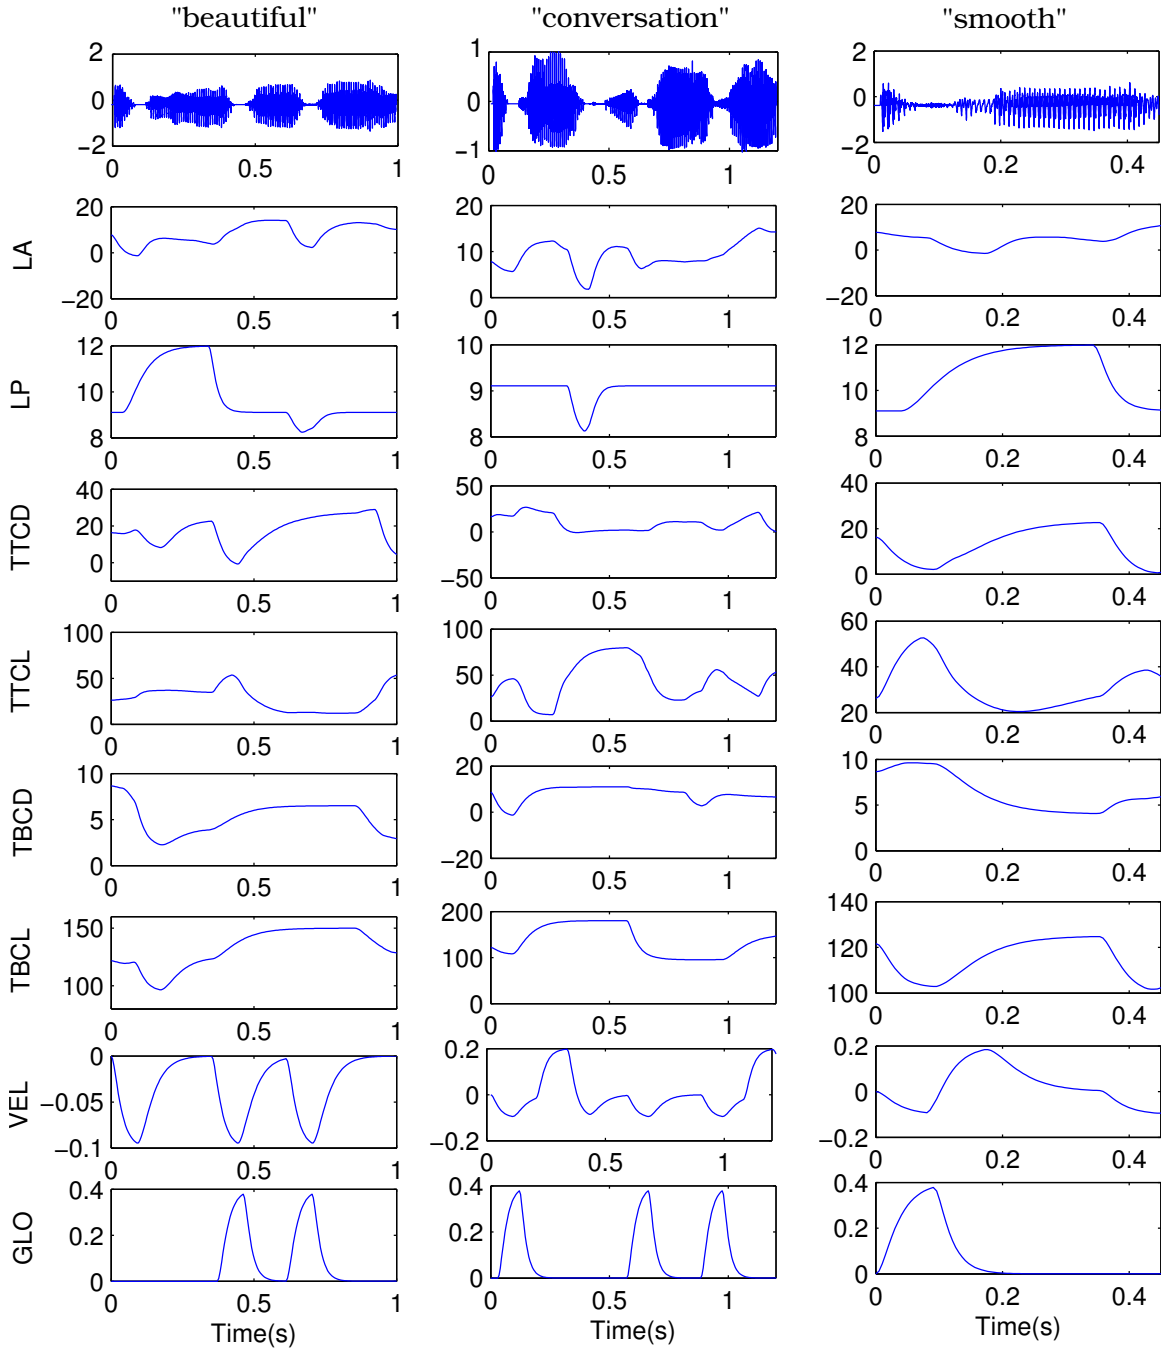 "beautiful" "conversation" "smooth"
2 1 2
0 0 0
−2 −1 −2
0 0.5 1 0 0.5 1 0 0.2 0.4
LA
20 20 20
0 10 0
−20 0 −20
0 0.5 1 0 0.5 1 0 0.2 0.4
LP
12 10 12
10 9 10
8 8 8
0 0.5 1 0 0.5 1 0 0.2 0.4
TTCD
40 50 40
20 0 20
0 −50 0
0 0.5 1 0 0.5 1 0 0.2 0.4
TTCL
100 100 60
50 50 40
0 0 20
0 0.5 1 0 0.5 1 0 0.2 0.4
TBCD
10 20 10
5 0 5
0 −20 0
0 0.5 1 0 0.5 1 0 0.2 0.4
TBCL
150 200 140
100 100 120
0 100
0 0.5 1 0 0.5 1 0 0.2 0.4
VEL
0 0.2 0.2
−0.05 0 0
−0.1 −0.2 −0.2
0 0.5 1 0 0.5 1 0 0.2 0.4
GLO
0.4 0.4 0.4
0.2 0.2 0.2
0 0 0
0 0.5 1 0 0.5 1 0 0.2 0.4
Time(s) Time(s) Time(s)